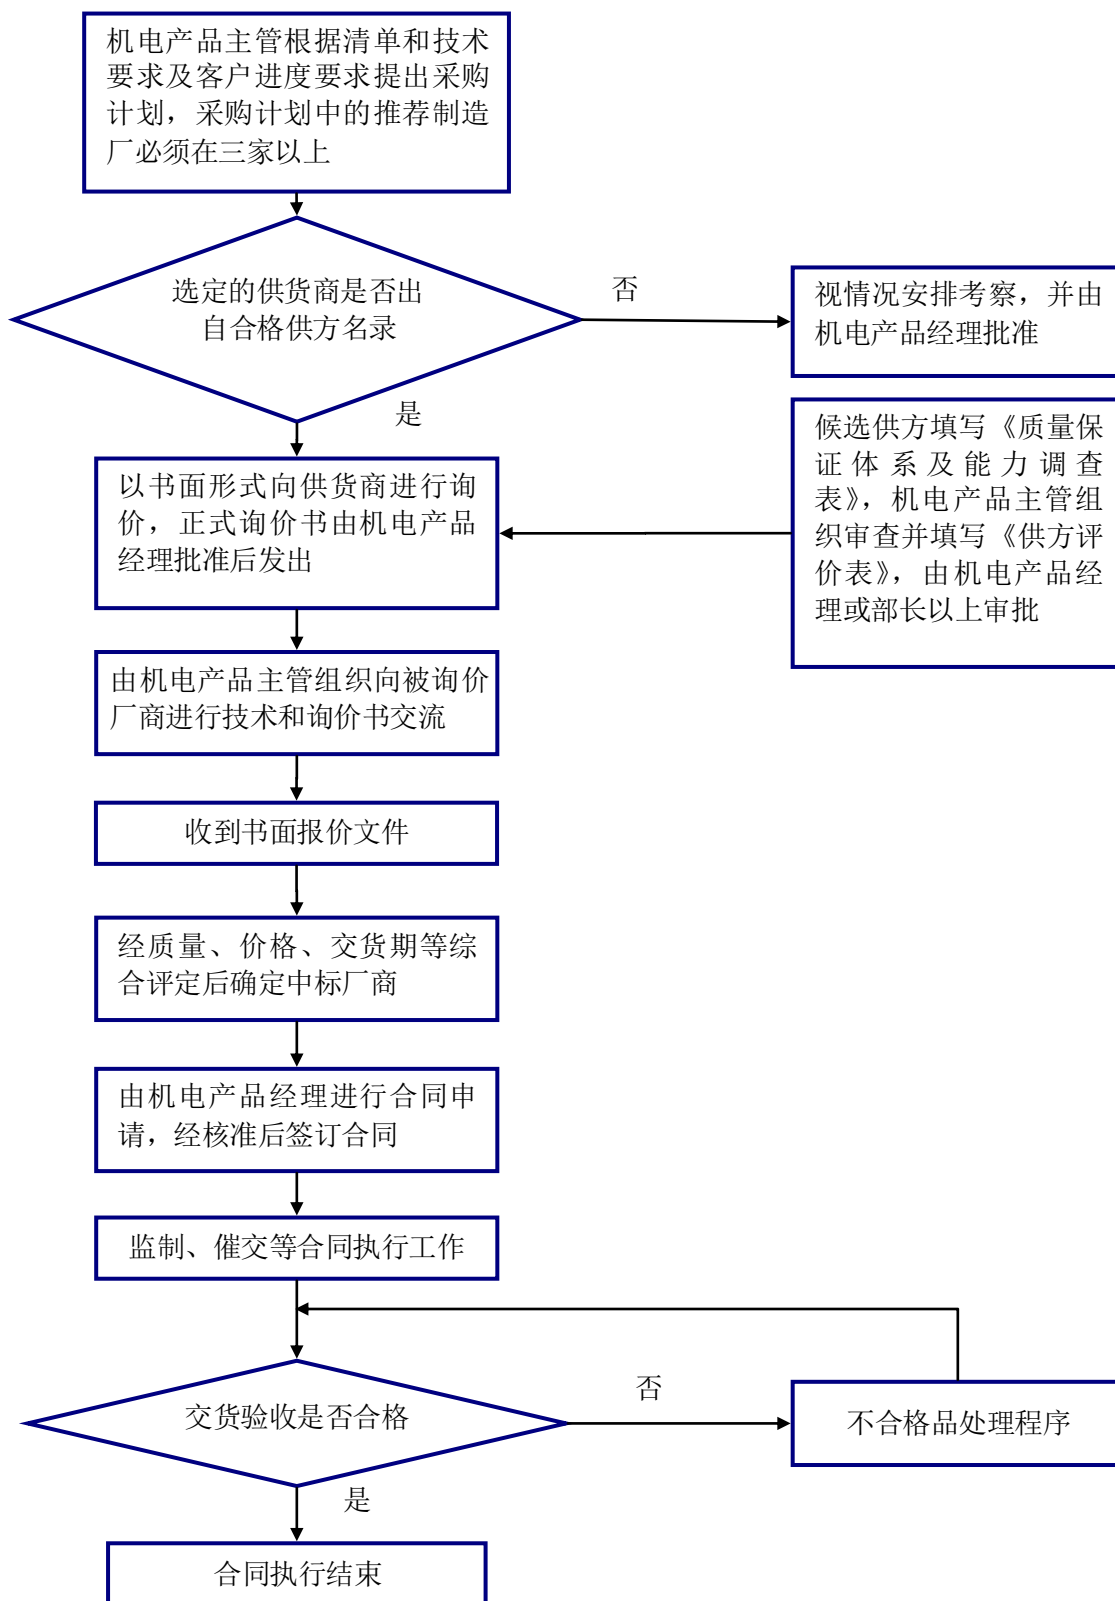 机电产品主管根据清单和技术
要求及客户进度要求提出采购
计划，采购计划中的推荐制造
厂必须在三家以上
选定的供货商是否出
自合格供方名录
否
视情况安排考察，并由
机电产品经理批准
是
候选供方填写《质量保
证体系及能力调查
表》，机电产品主管组
织审查并填写《供方评
价表》，由机电产品经
理或部长以上审批
以书面形式向供货商进行询
价，正式询价书由机电产品
经理批准后发出
由机电产品主管组织向被询价
厂商进行技术和询价书交流
收到书面报价文件
经质量、价格、交货期等综
合评定后确定中标厂商
由机电产品经理进行合同申
请，经核准后签订合同
监制、催交等合同执行工作
交货验收是否合格
否
不合格品处理程序
是
合同执行结束